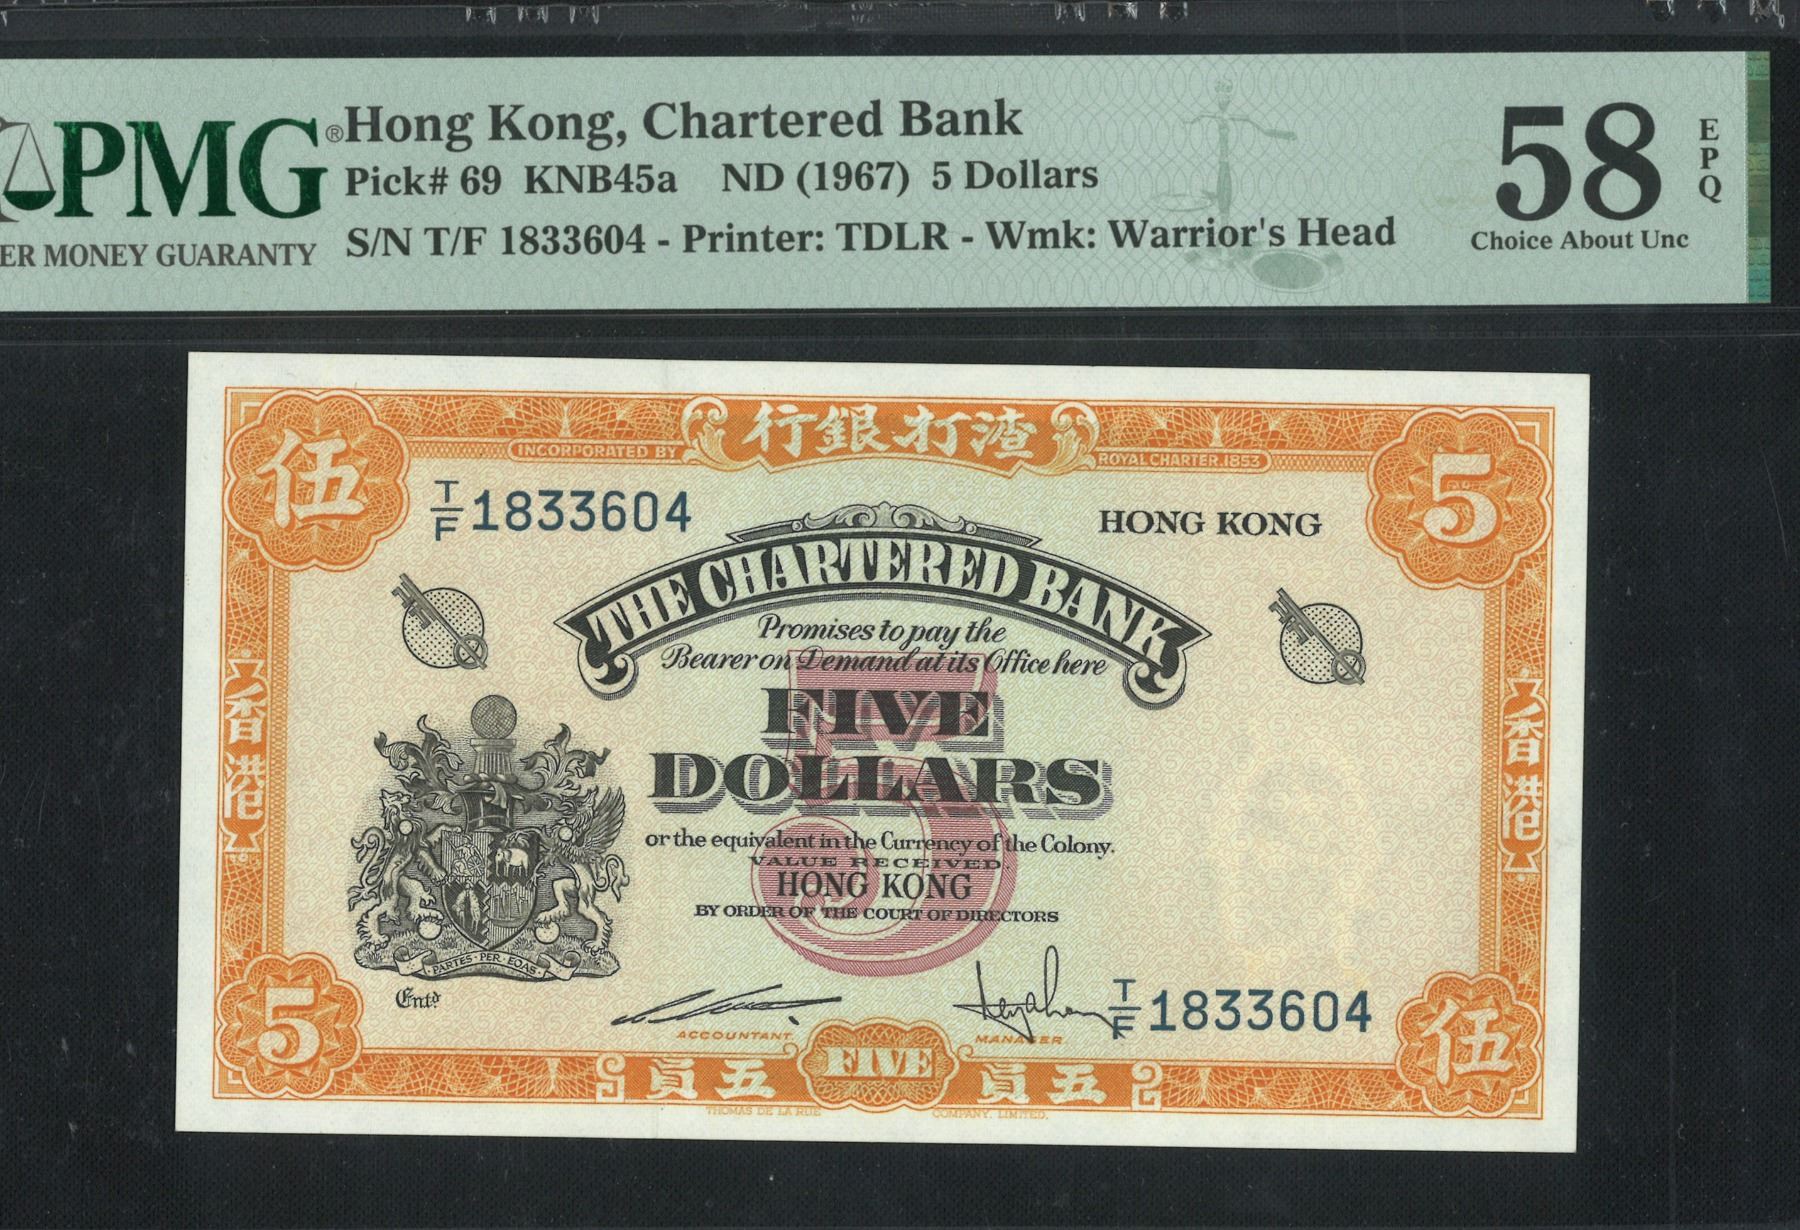 PMG®
ER MONEY GUARANTY
Hong Kong, Chartered Bank
Pick# 69 KNB45a ND (1967) 5 Dollars
S/N T/F 1833604 - Printer: TDLR - Wmk: Warrior's Head
58
EPQ
Choice About Unc
行銀打渣
INCORPORATED BY
ROYAL CHARTER.1853
伍
5
T/F 1833604
HONG KONG
THE CHARTERED BANK
Promises to pay the
Bearer on Demand at its Office here
5
FIVE
DOLLARS
or the equivalent in the Currency of the Colony.
VALUE RECEIVED.
HONG KONG
BY ORDER OF THE COURT OF DIRECTORS
香港
香港
PARTES·PER·EOAS·
Entd.
ACCOUNTANT
MANAGER.
T/F 1833604
5
伍
員五
FIVE
員五
THOMAS DE LA RUE
COMPANY, LIMITED.